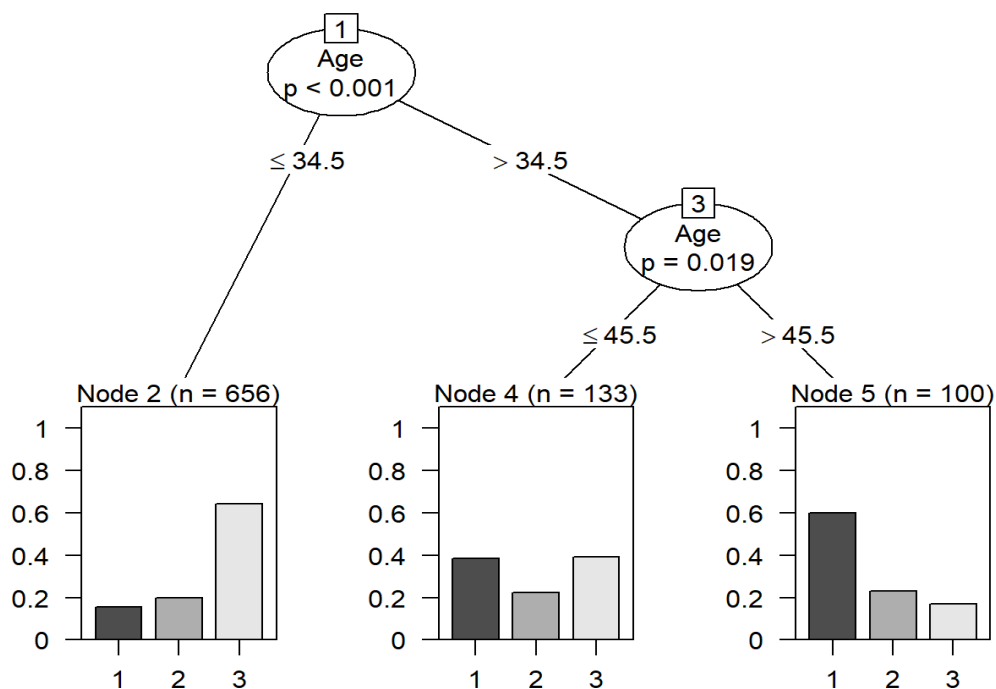 1
Age
p < 0.001
≤ 34.5
> 34.5
3
Age
p = 0.019
≤ 45.5
> 45.5
Node 2 (n = 656)
1
0.8
0.6
0.4
0.2
0
1 2 3
Node 4 (n = 133)
1
0.8
0.6
0.4
0.2
0
1 2 3
Node 5 (n = 100)
1
0.8
0.6
0.4
0.2
0
1 2 3